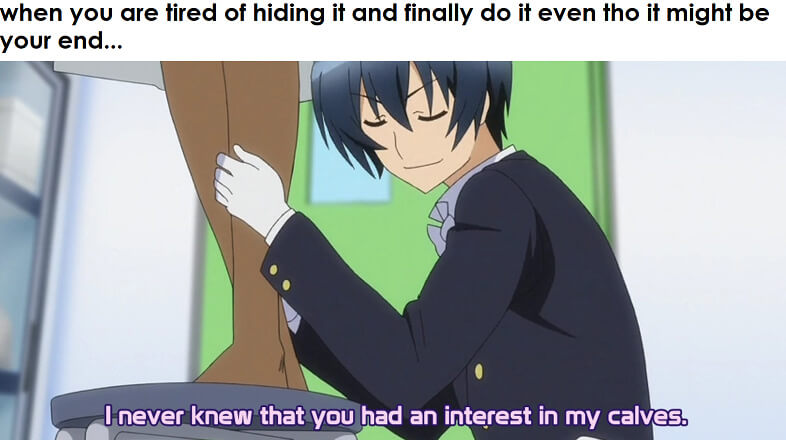 when you are tired of hiding it and finally do it even tho it might be
your end...
I never knew that you had an interest in my calves.